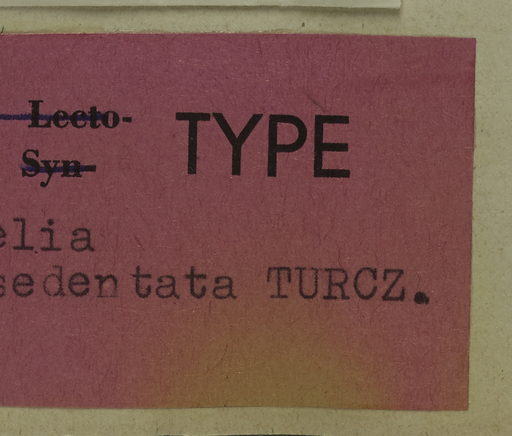 Lecto-
Syn-
TYPE
elia
sedentata TURCZ.